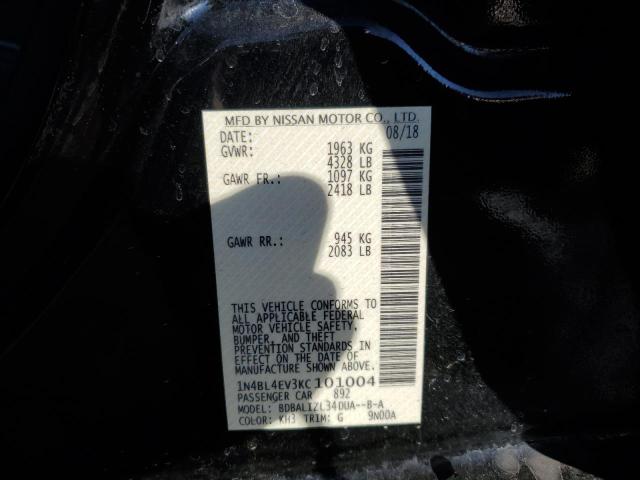 MFD BY NISSAN MOTOR CO., LTD.
DATE: 08/18
GVWR: 1963 KG
4328 LB
GAWR FR.: 1097 KG
2418 LB
GAWR RR.: 945 KG
2083 LB
THIS VEHICLE CONFORMS TO
ALL APPLICABLE FEDERAL
MOTOR VEHICLE SAFETY,
BUMPER, AND THEFT
PREVENTION STANDARDS IN
EFFECT ON THE DATE OF
MANUFACTURE SHOWN ABOVE.
1N4BL4EV3KC101004
PASSENGER CAR 892
MODEL: BDBALIZL34DUA--B-A
COLOR: KH3 TRIM: G 9N00A